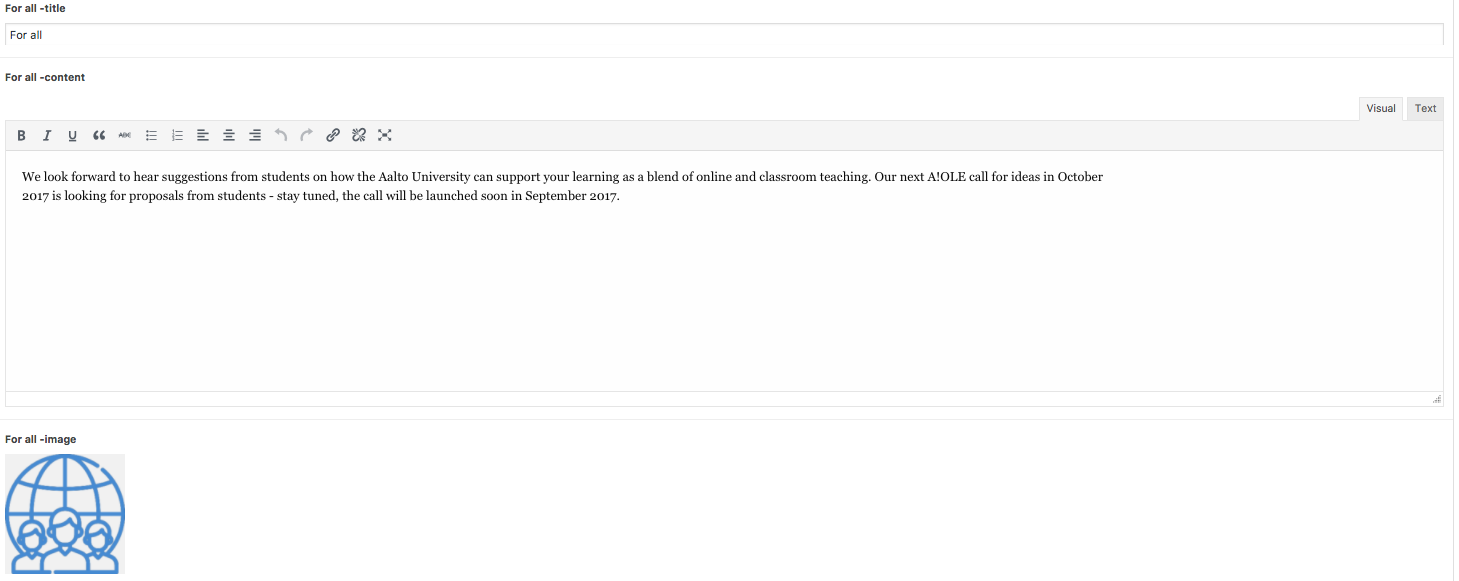 For all -title
For all
For all -content
Visual Text
B I U ABC
We look forward to hear suggestions from students on how the Aalto University can support your learning as a blend of online and classroom teaching. Our next A!OLE call for ideas in October
2017 is looking for proposals from students - stay tuned, the call will be launched soon in September 2017.
For all -image